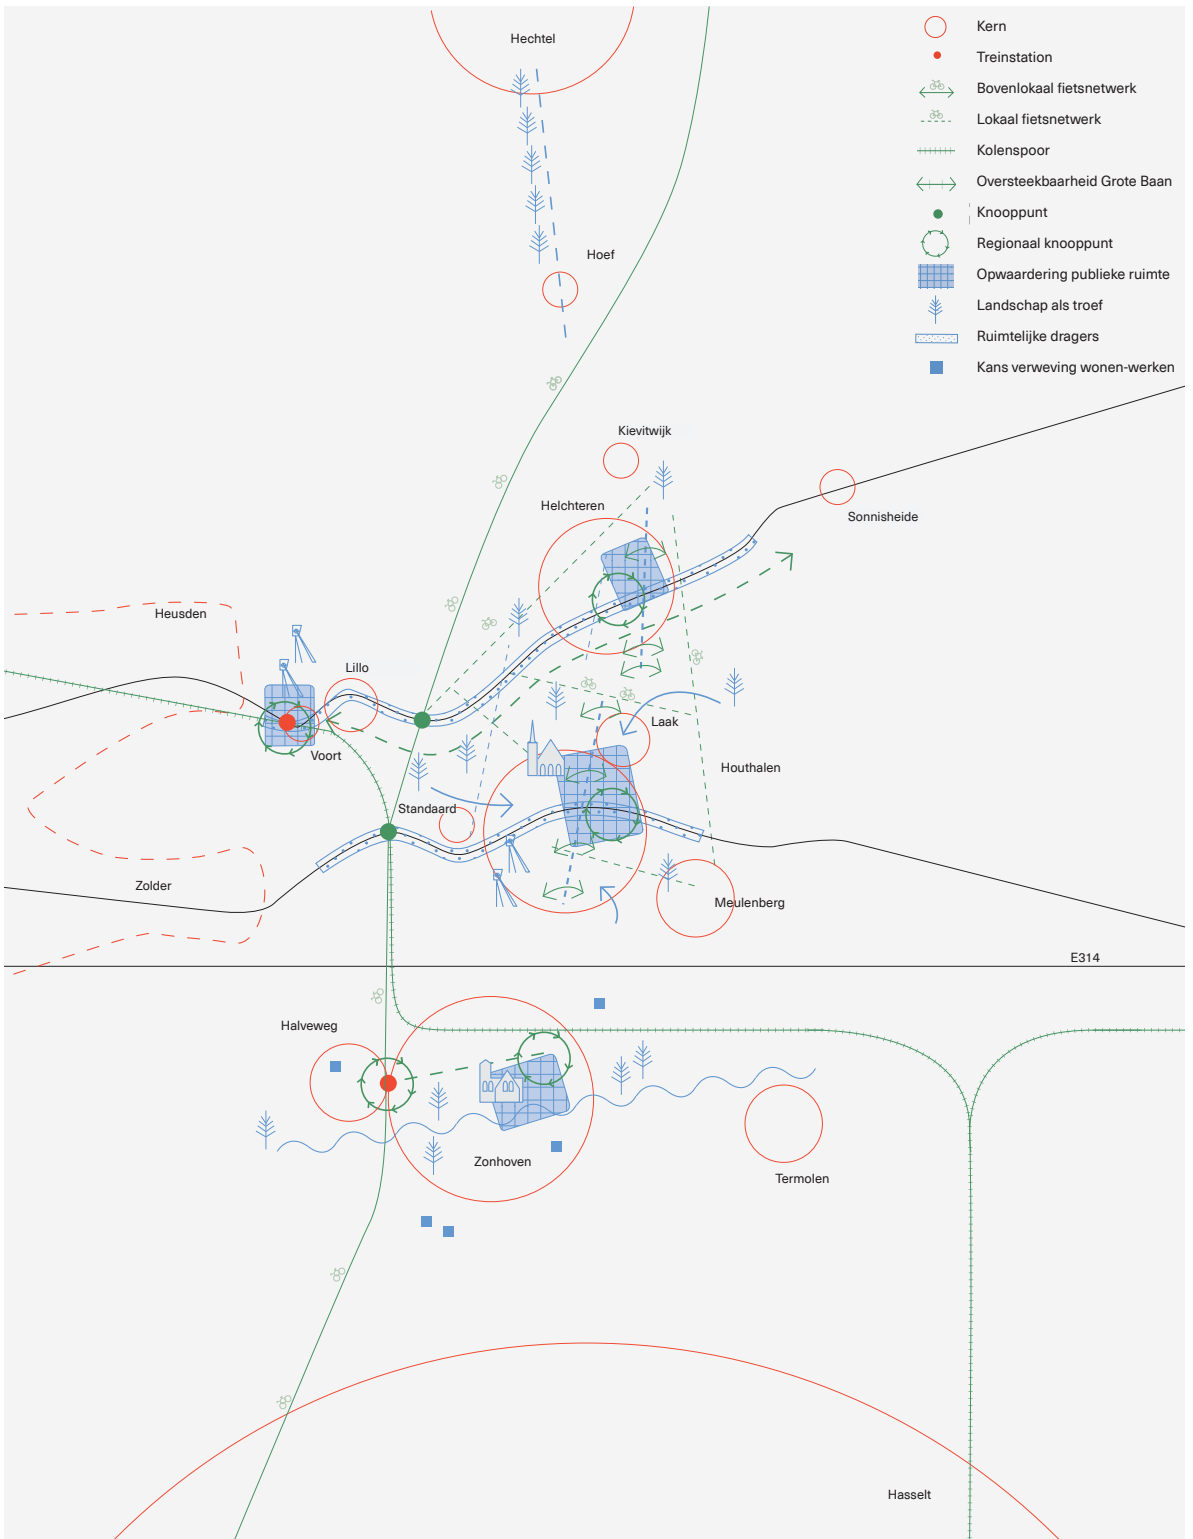 Hechtel
Kern
Treinstation
Bovenlokaal fietsnetwerk
Lokaal fietsnetwerk
Kolenspoor
Oversteekbaarheid Grote Baan
Knooppunt
Regionaal knooppunt
Opwaardering publieke ruimte
Landschap als troef
Ruimtelijke dragers
Kans verweving wonen-werken
Hoef
Kievitwijk
Helchteren
Sonnisheide
Heusden
Lillo
Laak
Voort
Houthalen
Standaard
Zolder
Meulenberg
E314
Halveweg
Zonhoven
Termolen
Hasselt